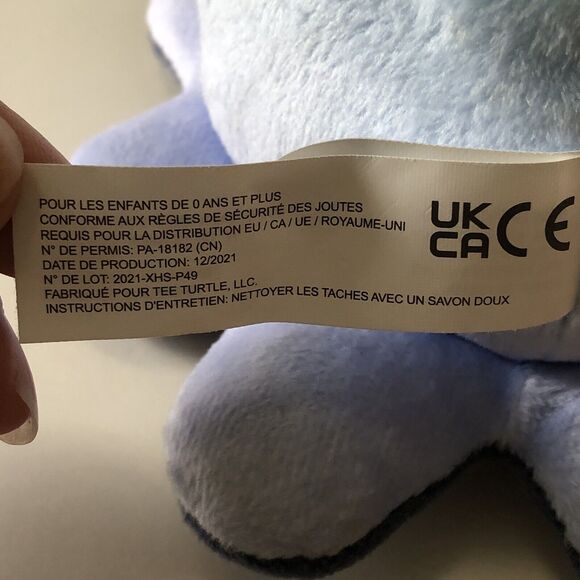 POUR LES ENFANTS DE 0 ANS ET PLUS
CONFORME AUX RÈGLES DE SÉCURITÉ DES JOUTES
REQUIS POUR LA DISTRIBUTION EU / CA / UE / ROYAUME-UNI
N° DE PERMIS: PA-18182 (CN)
DATE DE PRODUCTION: 12/2021
N° DE LOT: 2021-XHS-P49
FABRIQUÉ POUR TEE TURTLE, LLC.
INSTRUCTIONS D'ENTRETIEN: NETTOYER LES TACHES AVEC UN SAVON DOUX
UK
CA
CE